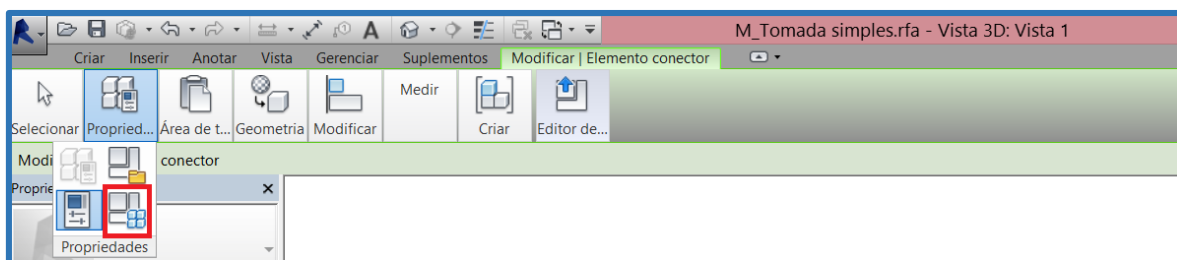 M_Tomada simples.rfa - Vista 3D: Vista 1
Criar Inserir Anotar Vista Gerenciar Suplementos Modificar | Elemento conector
Medir
Selecionar Propried... Área de t... Geometria Modificar Criar Editor de...
Modi conector
Proprie
Propriedades